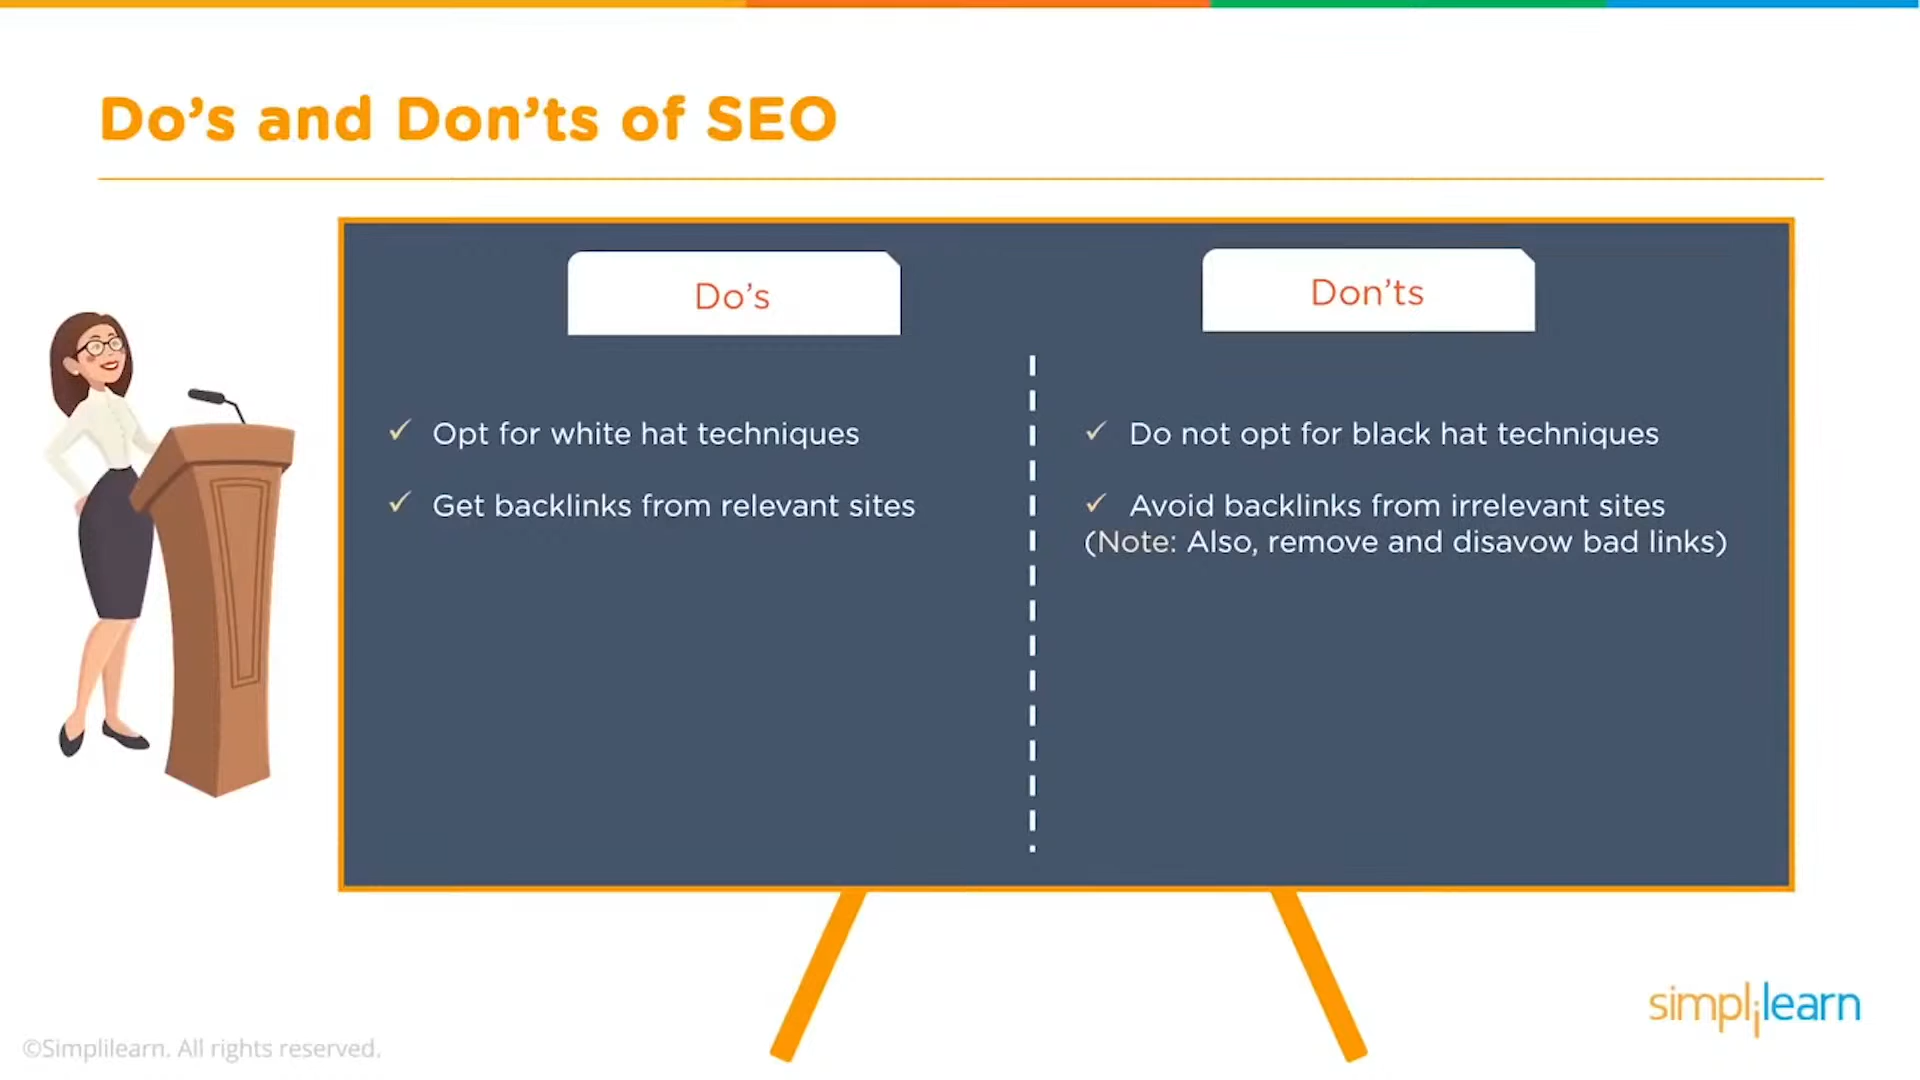 Do’s and Don’ts of SEO
Do’s
Opt for white hat techniques
Get backlinks from relevant sites
Don’ts
Do not opt for black hat techniques
Avoid backlinks from irrelevant sites
(Note: Also, remove and disavow bad links)
simplilearn
©Simplilearn. All rights reserved.